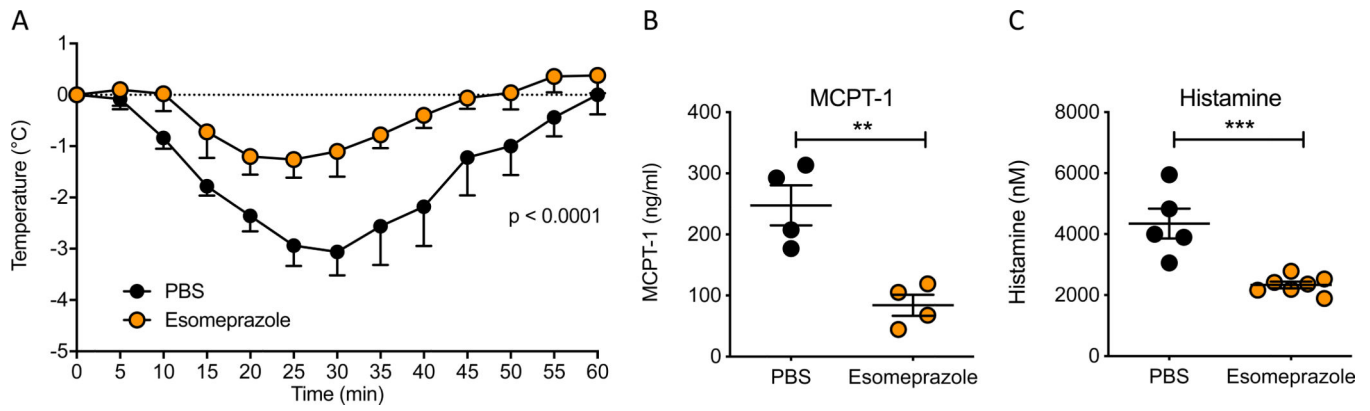 A
Temperature (°C)
1
0
-1
-2
-3
-4
-5
p < 0.0001
PBS
Esomeprazole
0 5 10 15 20 25 30 35 40 45 50 55 60
Time (min)
B
MCPT-1
**
MCPT-1 (ng/ml)
400
300
200
100
0
PBS Esomeprazole
C
Histamine
***
Histamine (nM)
8000
6000
4000
2000
0
PBS Esomeprazole